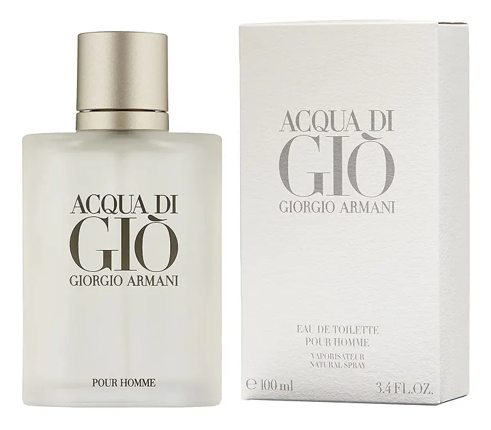 ACQUA DI
GIÒ
GIORGIO ARMANI
POUR HOMME
ACQUA DI
GIÒ
GIORGIO ARMANI
EAU DE TOILETTE
POUR HOMME
VAPORISATEUR
NATURAL SPRAY
℮ 100 ml 3.4 FL.OZ.